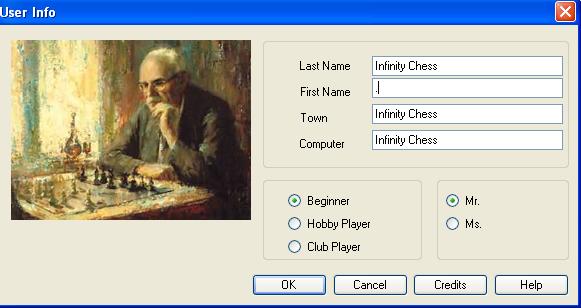 User Info
Last Name Infinity Chess
First Name .
Town Infinity Chess
Computer Infinity Chess
Beginner Mr.
Hobby Player Ms.
Club Player
OK Cancel Credits Help